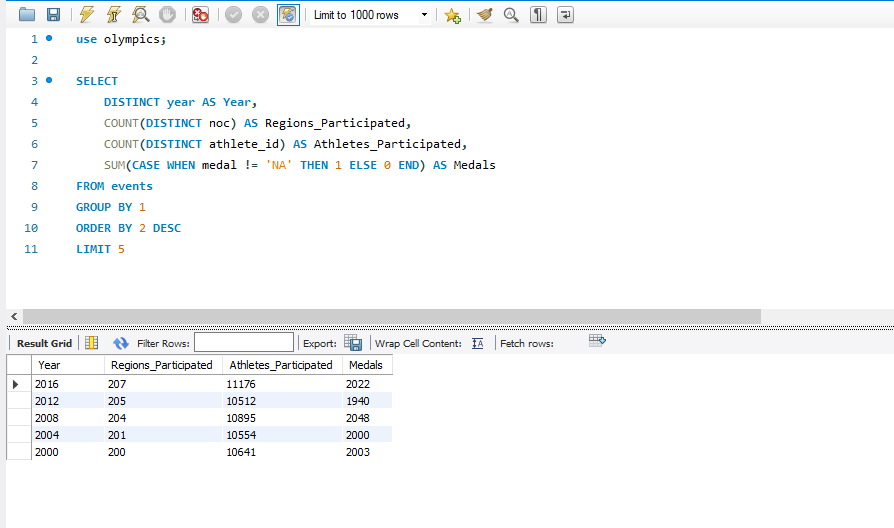 Limit to 1000 rows
1 use olympics;
2
3 SELECT
4 DISTINCT year AS Year,
5 COUNT(DISTINCT noc) AS Regions_Participated,
6 COUNT(DISTINCT athlete_id) AS Athletes_Participated,
7 SUM(CASE WHEN medal != 'NA' THEN 1 ELSE 0 END) AS Medals
8 FROM events
9 GROUP BY 1
10 ORDER BY 2 DESC
11 LIMIT 5
Result Grid Filter Rows: Export: Wrap Cell Content: IA Fetch rows:
Year Regions_Participated Athletes_Participated Medals
2016 207 11176 2022
2012 205 10512 1940
2008 204 10895 2048
2004 201 10554 2000
2000 200 10641 2003